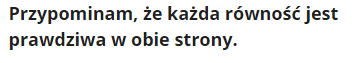 Przypominam, że każda równość jest
prawdziwa w obie strony.